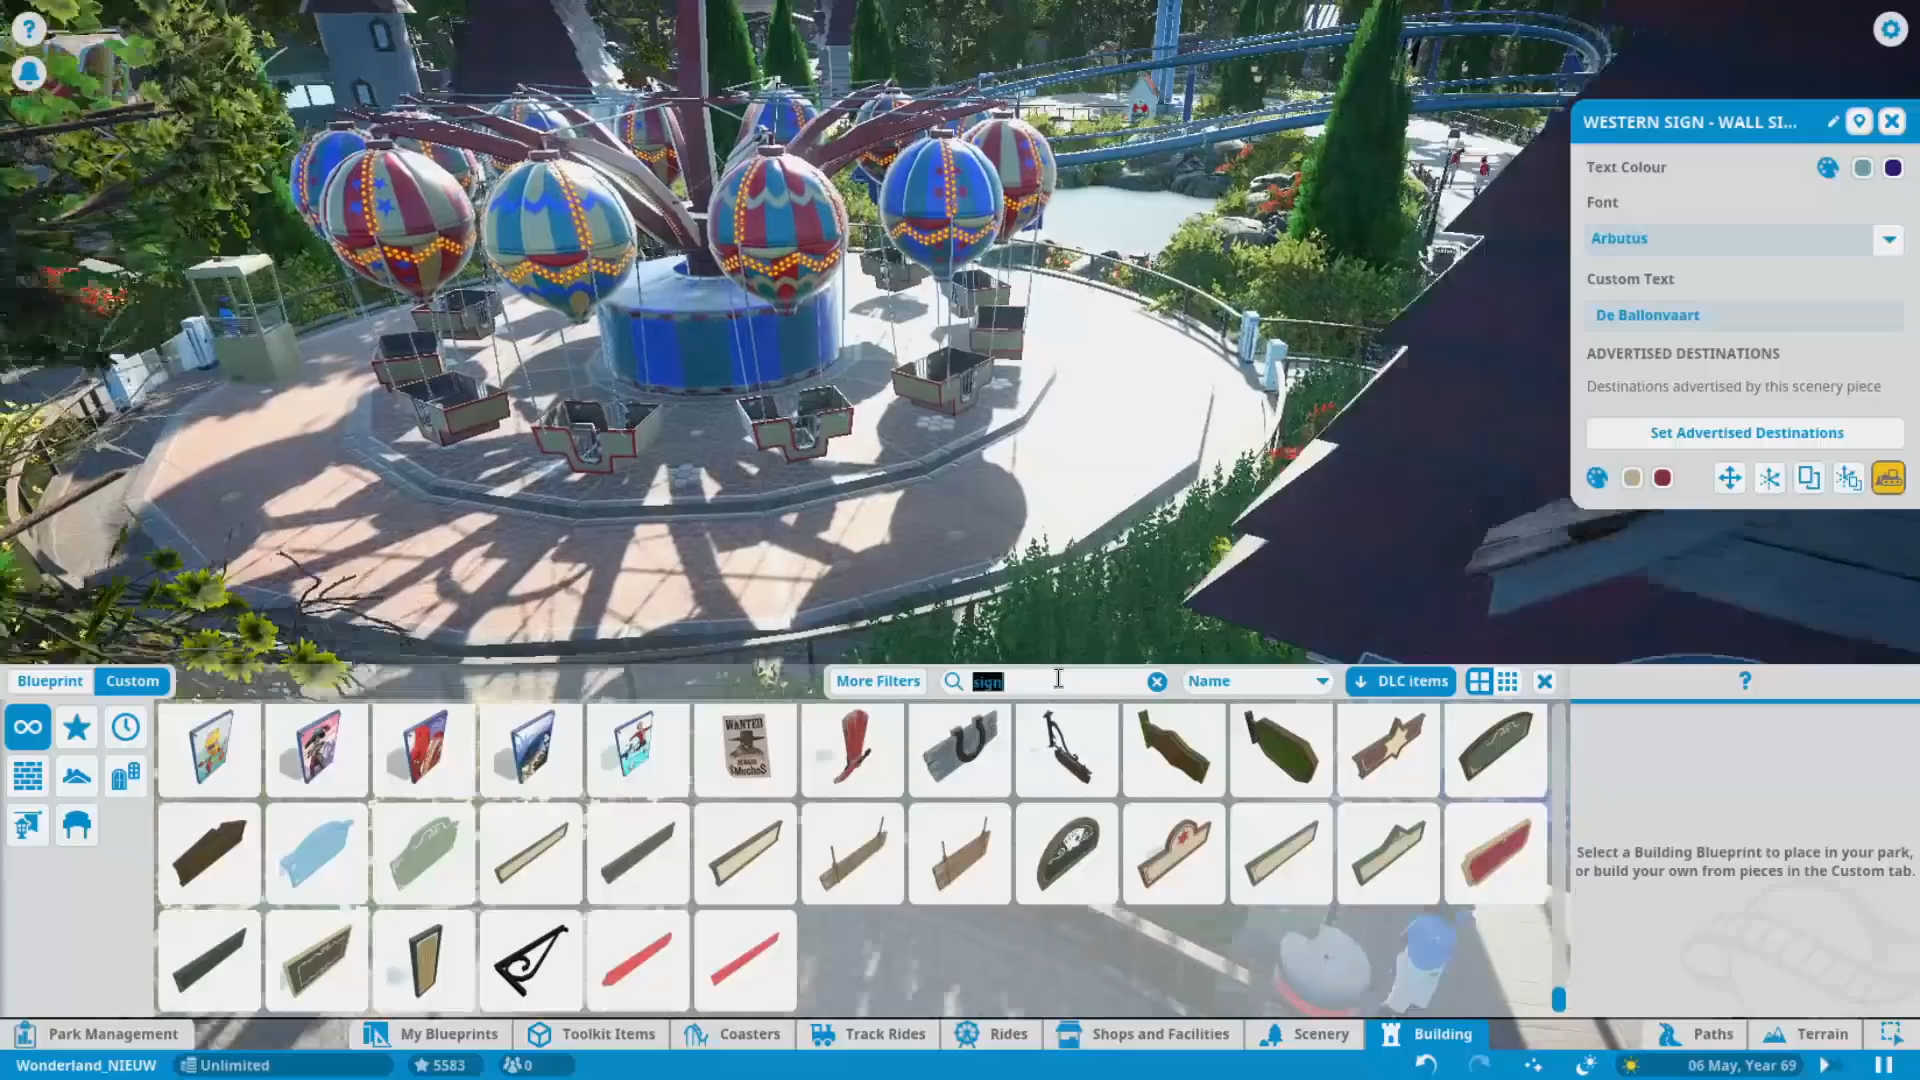 WESTERN SIGN - WALL SI...
Text Colour
Font
Arbutus
Custom Text
De Ballonvaart
ADVERTISED DESTINATIONS
Destinations advertised by this scenery piece
Set Advertised Destinations
Blueprint
Custom
More Filters
sign
Name
DLC items
?
WANTED
Select a Building Blueprint to place in your park,
or build your own from pieces in the Custom tab.
Park Management
My Blueprints
Toolkit Items
Coasters
Track Rides
Rides
Shops and Facilities
Scenery
Building
Paths
Terrain
Wonderland_NIEUW
Unlimited
5583
0
06 May, Year 69